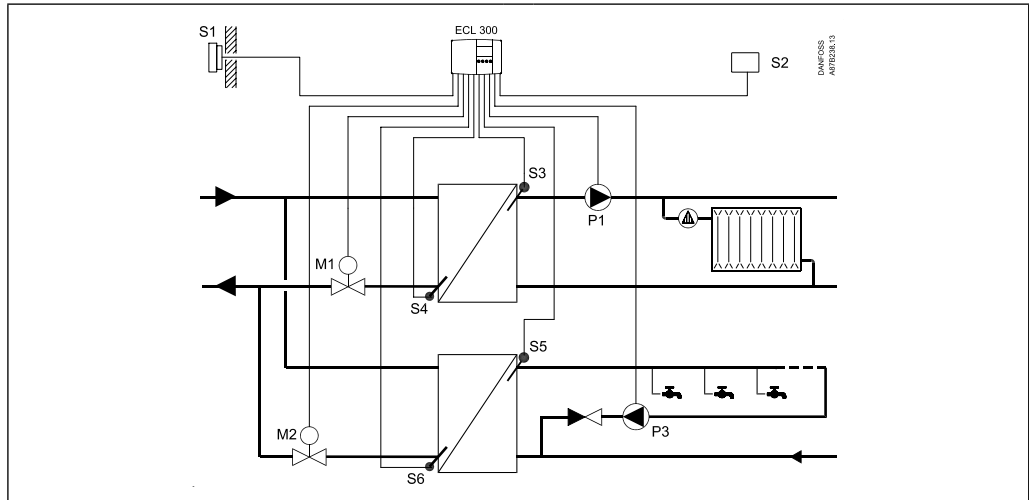 ECL 300
S1
S2
DANFOSS
A87B238.13
S3
P1
M1
S4
S5
M2
P3
S6